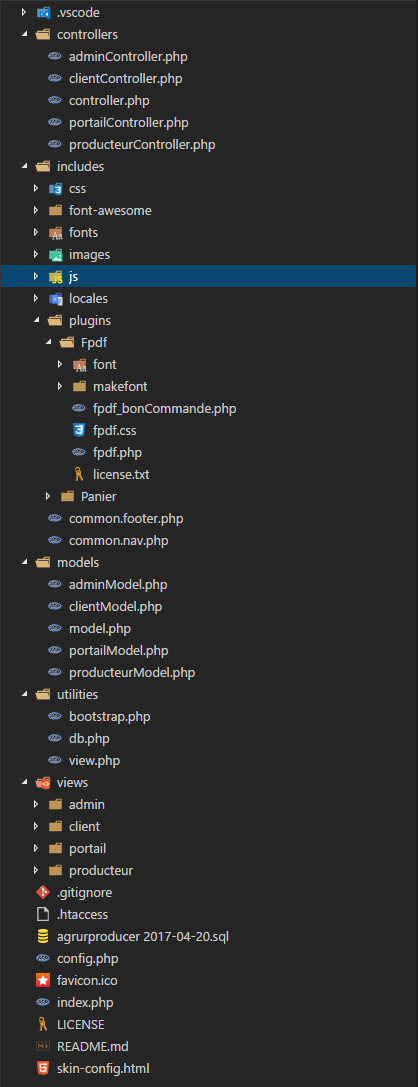 .vscode
controllers
adminController.php
clientController.php
controller.php
portailController.php
producteurController.php
includes
css
font-awesome
fonts
images
js
locales
plugins
Fpdf
font
makefont
fpdf_bonCommande.php
fpdf.css
fpdf.php
license.txt
Panier
common.footer.php
common.nav.php
models
adminModel.php
clientModel.php
model.php
portailModel.php
producteurModel.php
utilities
bootstrap.php
db.php
view.php
views
admin
client
portail
producteur
.gitignore
.htaccess
agrurproducer 2017-04-20.sql
config.php
favicon.ico
index.php
LICENSE
README.md
skin-config.html